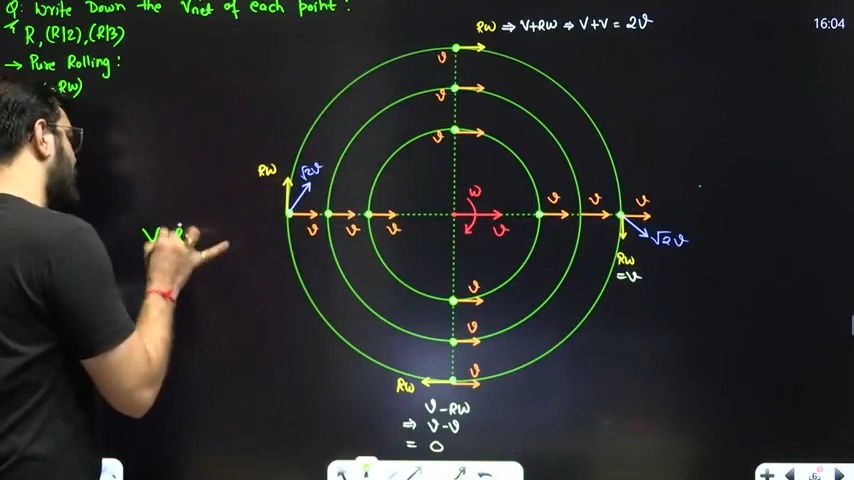 Q: Write Down the Vnet of each point:
R, (R/2), (R/3)
→ Pure Rolling:
RW)
16:04
RW ⇒ V+RW ⇒ V+V = 2v
v
v
v
RW
√2v
W
v
v
v
v
v
v
v
√2v
RW
=v
v
v
v
RW
v-RW
⇒ v-v
= 0
6